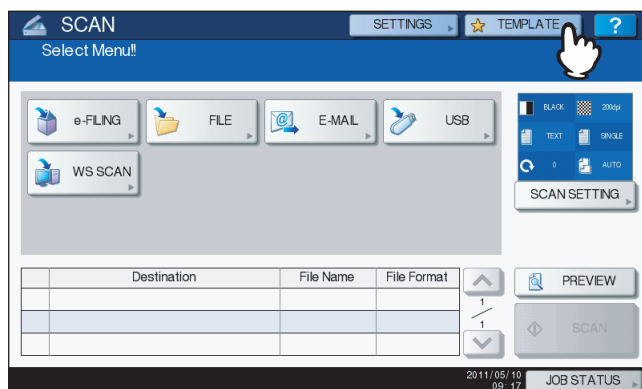 SCAN
SETTINGS
TEMPLATE
?
Select Menu!!
e-FILING
FILE
E-MAIL
USB
WS SCAN
BLACK
200dpi
TEXT
SINGLE
0
AUTO
SCAN SETTING
Destination
File Name
File Format
1
1
PREVIEW
SCAN
2011/05/10
09:17
JOB STATUS